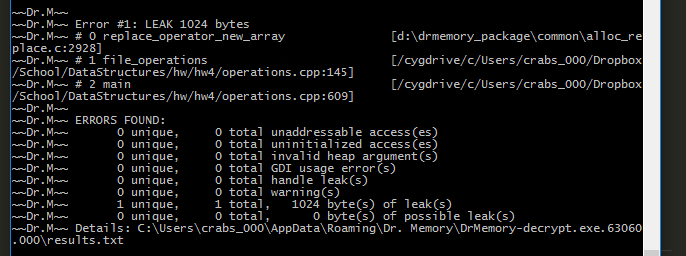 ~~Dr.M~~
~~Dr.M~~ Error #1: LEAK 1024 bytes
~~Dr.M~~ # 0 replace_operator_new_array [d:\drmemory_package\common\alloc_re
place.c:2928]
~~Dr.M~~ # 1 file_operations [/cygdrive/c/Users/crabs_000/Dropbox
/School/DataStructures/hw/hw4/operations.cpp:145]
~~Dr.M~~ # 2 main [/cygdrive/c/Users/crabs_000/Dropbox
/School/DataStructures/hw/hw4/operations.cpp:609]
~~Dr.M~~
~~Dr.M~~ ERRORS FOUND:
~~Dr.M~~ 0 unique, 0 total unaddressable access(es)
~~Dr.M~~ 0 unique, 0 total uninitialized access(es)
~~Dr.M~~ 0 unique, 0 total invalid heap argument(s)
~~Dr.M~~ 0 unique, 0 total GDI usage error(s)
~~Dr.M~~ 0 unique, 0 total handle leak(s)
~~Dr.M~~ 0 unique, 0 total warning(s)
~~Dr.M~~ 1 unique, 1 total, 1024 byte(s) of leak(s)
~~Dr.M~~ 0 unique, 0 total, 0 byte(s) of possible leak(s)
~~Dr.M~~ Details: C:\Users\crabs_000\AppData\Roaming\Dr. Memory\DrMemory-decrypt.exe.63060
.000\results.txt